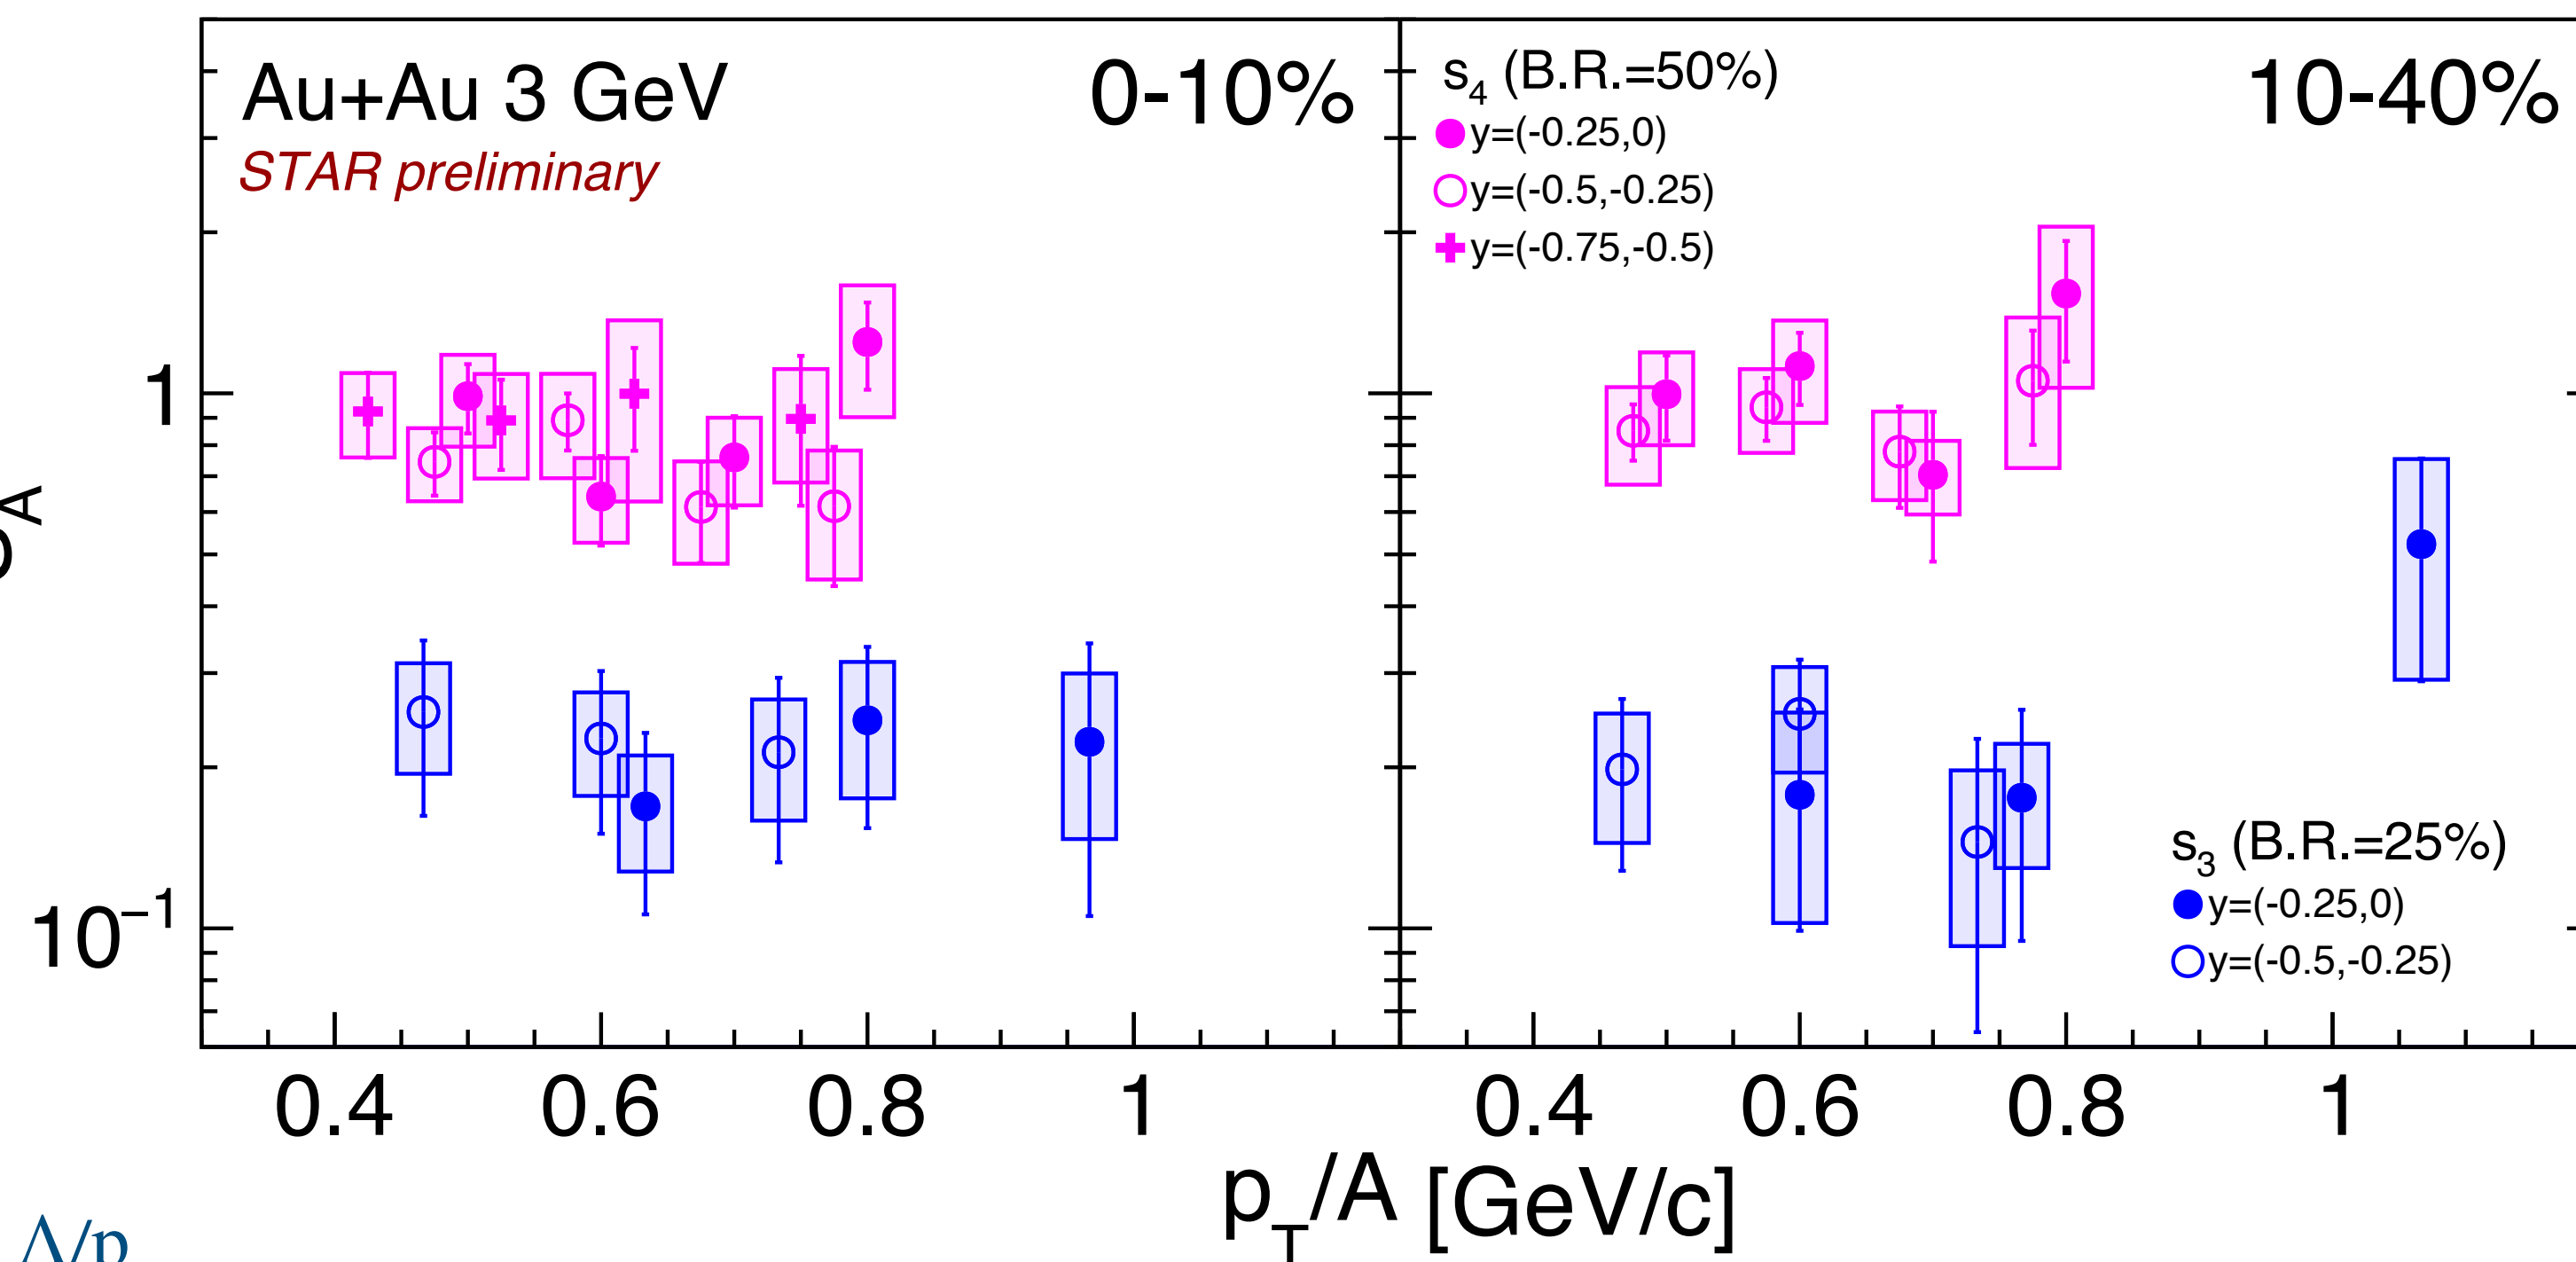 Au+Au 3 GeV
STAR preliminary
0-10%
s₄ (B.R.=50%)
y=(-0.25,0)
y=(-0.5,-0.25)
y=(-0.75,-0.5)
10-40%
1
10⁻¹
A
s₃ (B.R.=25%)
y=(-0.25,0)
y=(-0.5,-0.25)
0.4 0.6 0.8 1 0.4 0.6 0.8 1
p_T/A [GeV/c]
Λ/p